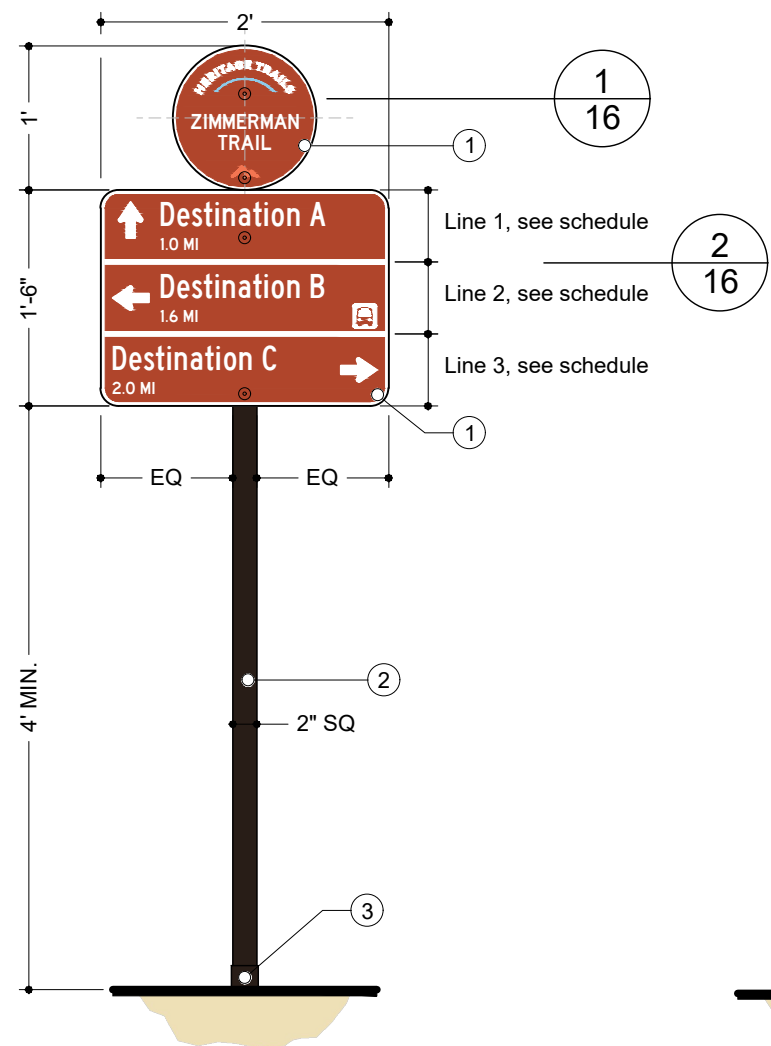 2'
1'
HERITAGE TRAILS
ZIMMERMAN
TRAIL
1
1
16
1'-6"
Destination A
1.0 MI
Line 1, see schedule
Destination B
1.6 MI
Line 2, see schedule
2
16
Destination C
2.0 MI
Line 3, see schedule
1
EQ
EQ
4' MIN.
2
2" SQ
3